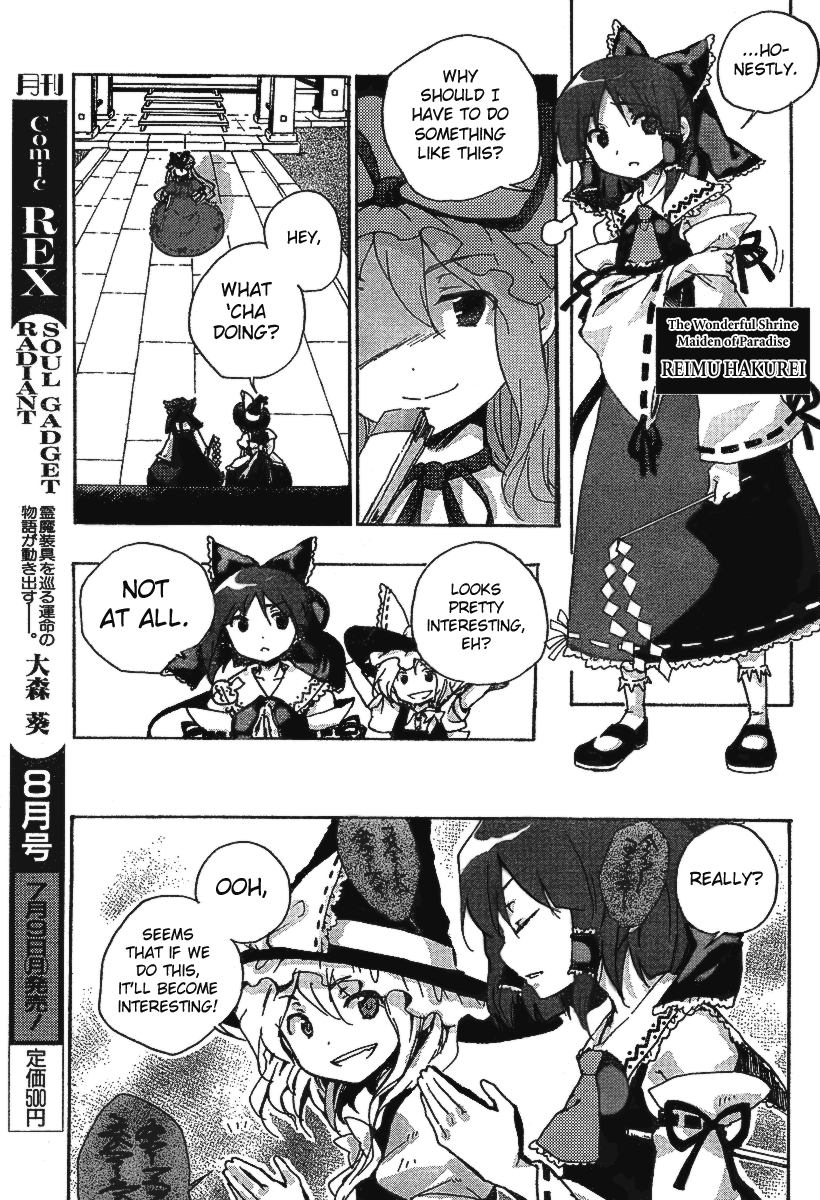 ...HO-
NESTLY.
The Wonderful Shrine
Maiden of Paradise
REIMU HAKUREI
WHY
SHOULD I
HAVE TO DO
SOMETHING
LIKE THIS?
HEY,
WHAT
'CHA
DOING?
LOOKS
PRETTY
INTERESTING,
EH?
NOT
AT ALL.
REALLY?
OOH,
SEEMS
THAT IF WE
DO THIS,
IT'LL BECOME
INTERESTING!
月刊
Comic REX
SOUL GADGET
RADIANT
霊魔装具を巡る運命の
物語が動き出す――。
大森 葵
8月号
7月9日(月)発売!
定価500円